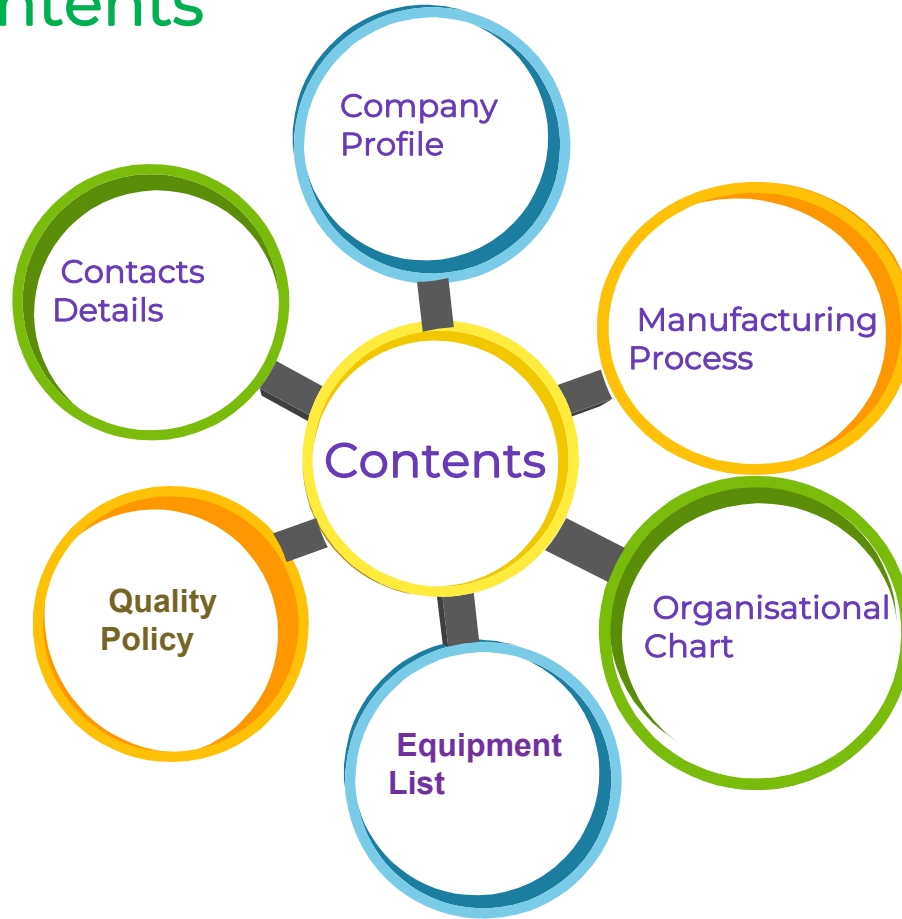 ntents
Company
Profile
Contacts
Details
Manufacturing
Process
Contents
Quality
Policy
Organisational
Chart
Equipment
List